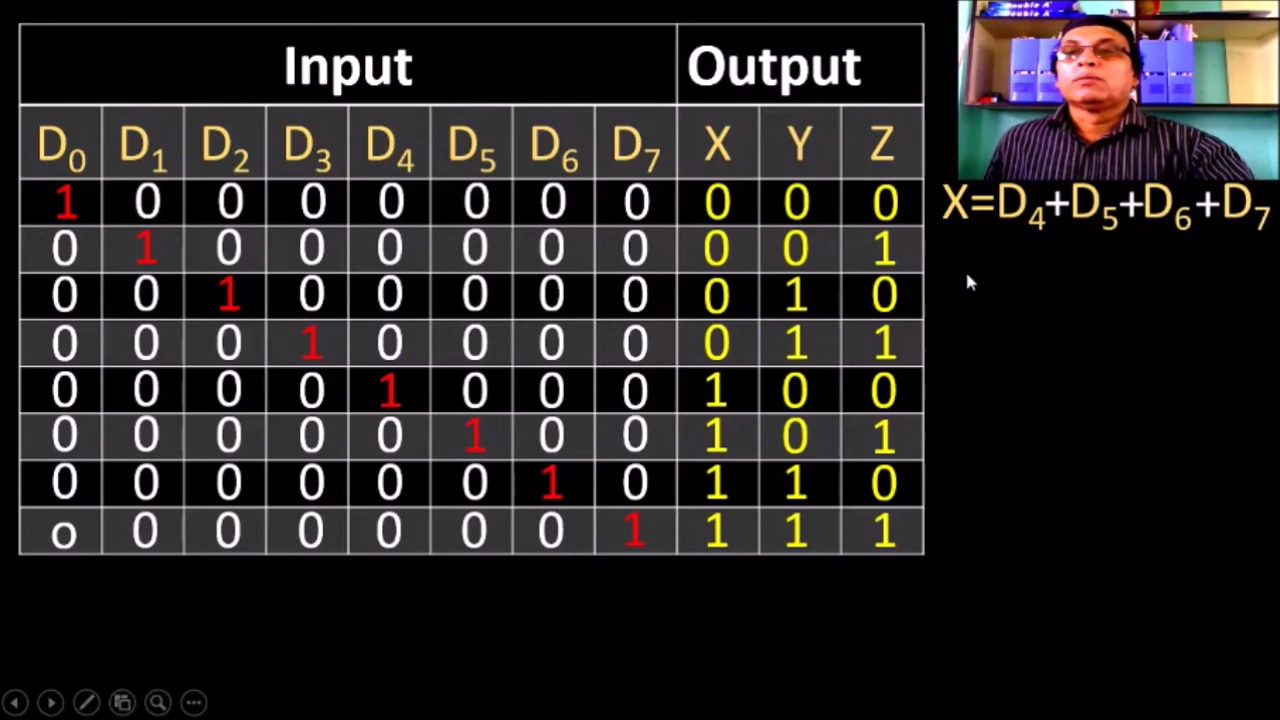 Input Output
D₀ D₁ D₂ D₃ D₄ D₅ D₆ D₇ X Y Z
1 0 0 0 0 0 0 0 0 0 0
0 1 0 0 0 0 0 0 0 0 1
0 0 1 0 0 0 0 0 0 1 0
0 0 0 1 0 0 0 0 0 1 1
0 0 0 0 1 0 0 0 1 0 0
0 0 0 0 0 1 0 0 1 0 1
0 0 0 0 0 0 1 0 1 1 0
o 0 0 0 0 0 0 1 1 1 1
Double A
X=D₄+D₅+D₆+D₇